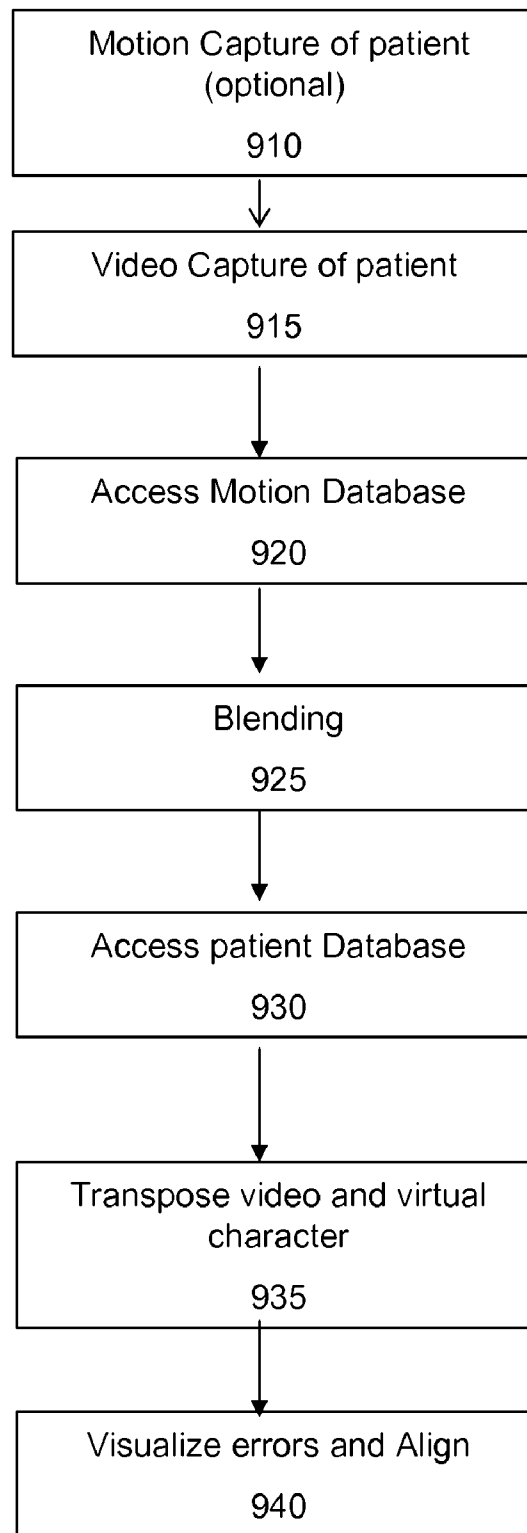 Motion Capture of patient
(optional)
910
Video Capture of patient
915
Access Motion Database
920
Blending
925
Access patient Database
930
Transpose video and virtual
character
935
Visualize errors and Align
940